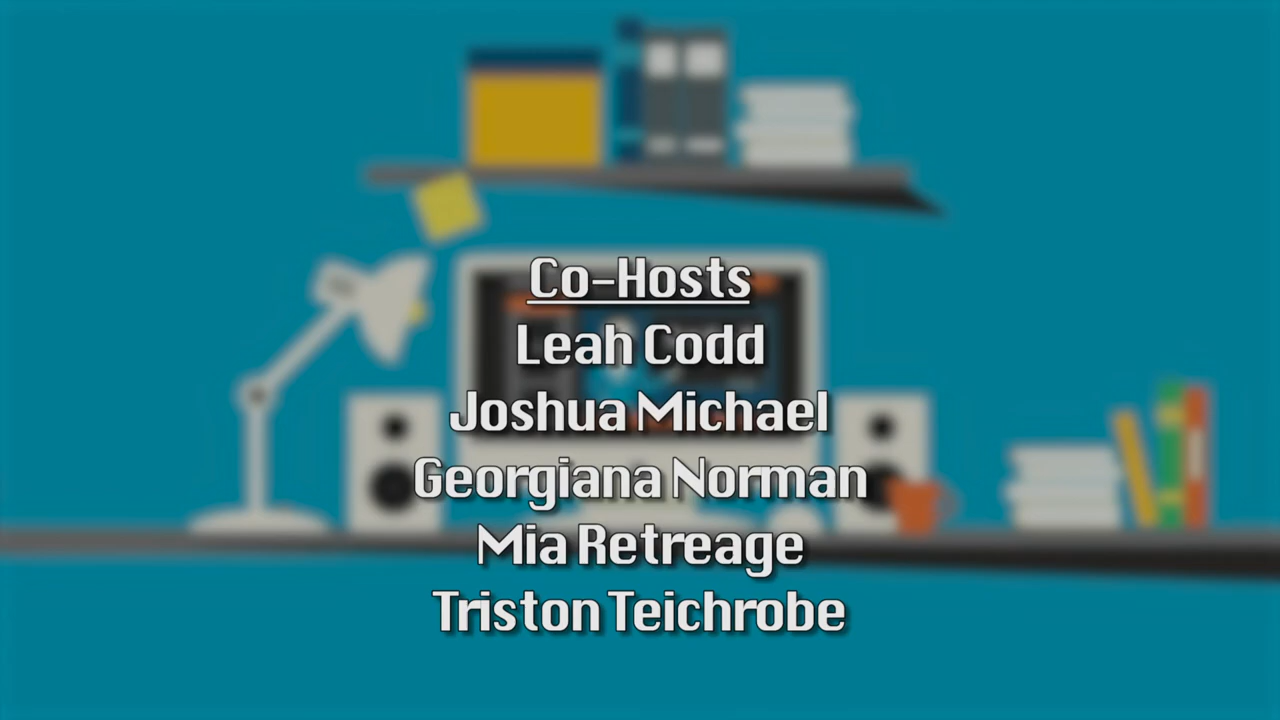 Co-Hosts
Leah Codd
Joshua Michael
Georgiana Norman
Mia Retreage
Triston Teichrobe